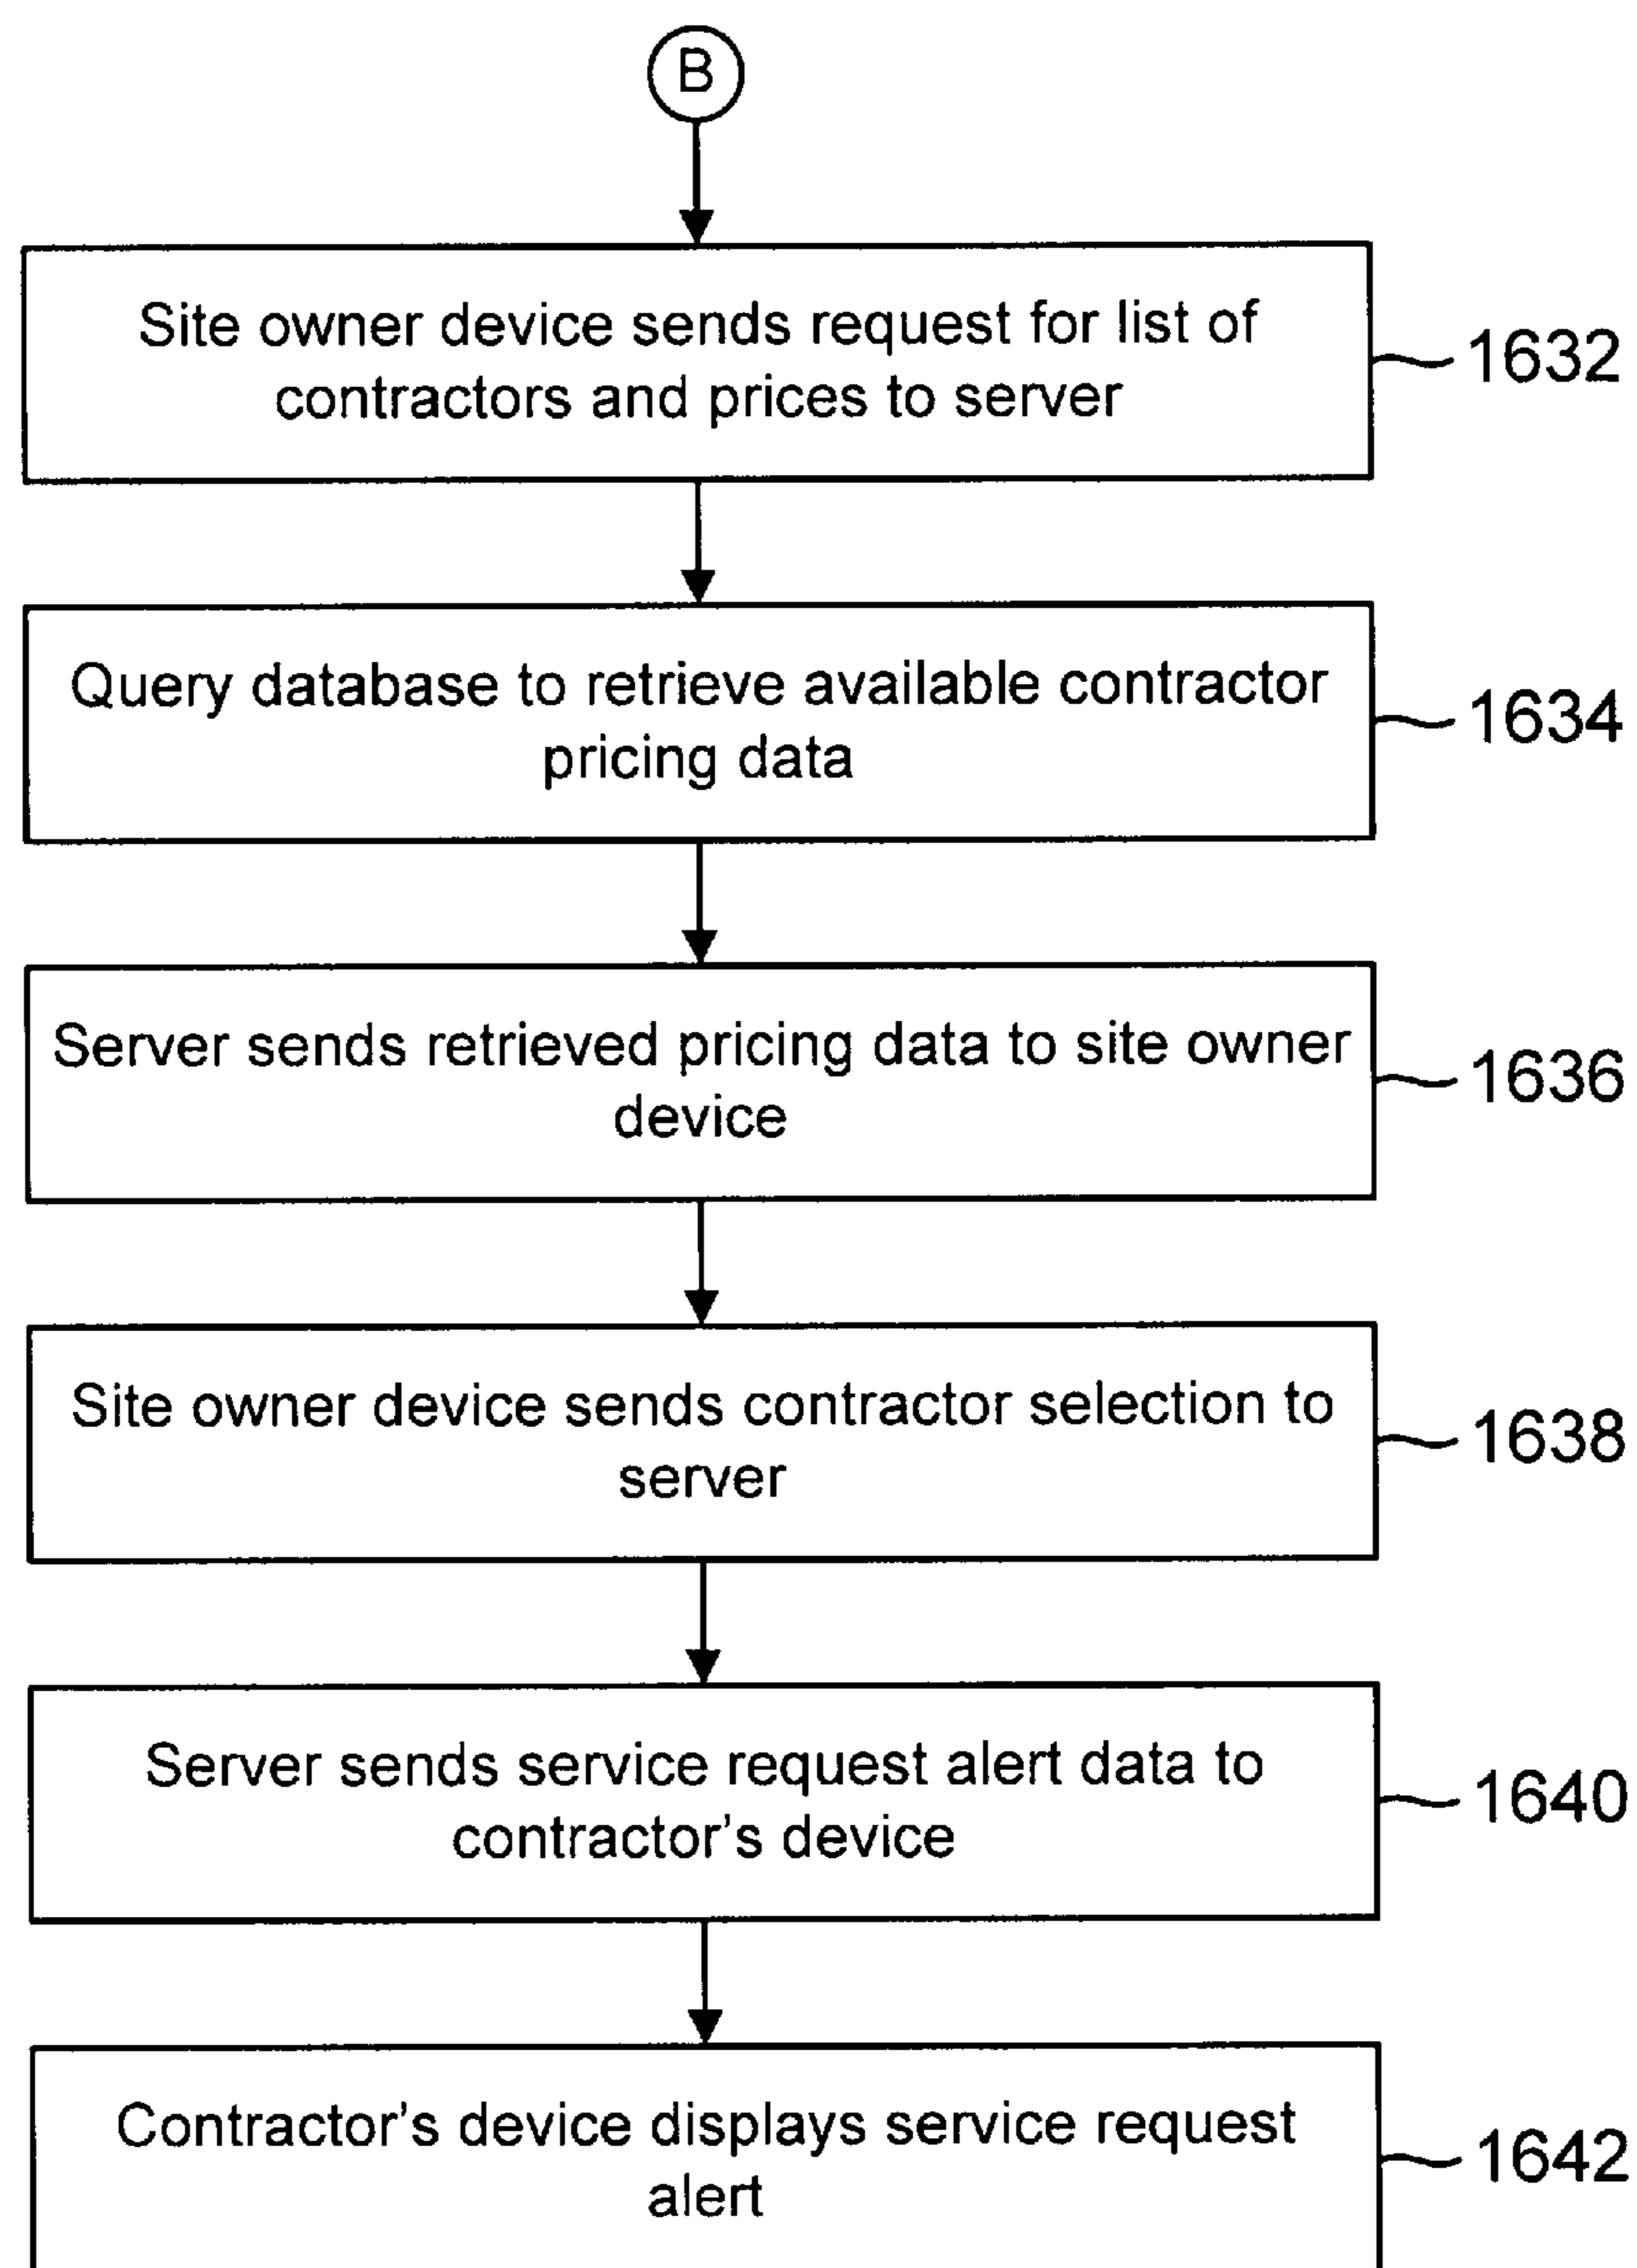 B
Site owner device sends request for list of
contractors and prices to server
1632
Query database to retrieve available contractor
pricing data
1634
Server sends retrieved pricing data to site owner
device
1636
Site owner device sends contractor selection to
server
1638
Server sends service request alert data to
contractor's device
1640
Contractor's device displays service request
alert
1642